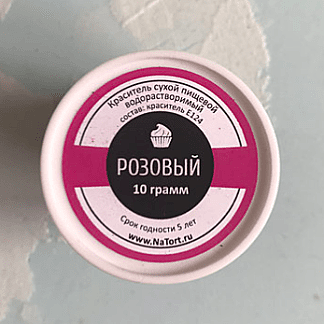 Краситель сухой пищевой
водорастворимый
состав: краситель Е124
РОЗОВЫЙ
10 грамм
Срок годности 5 лет
www.NaTort.ru